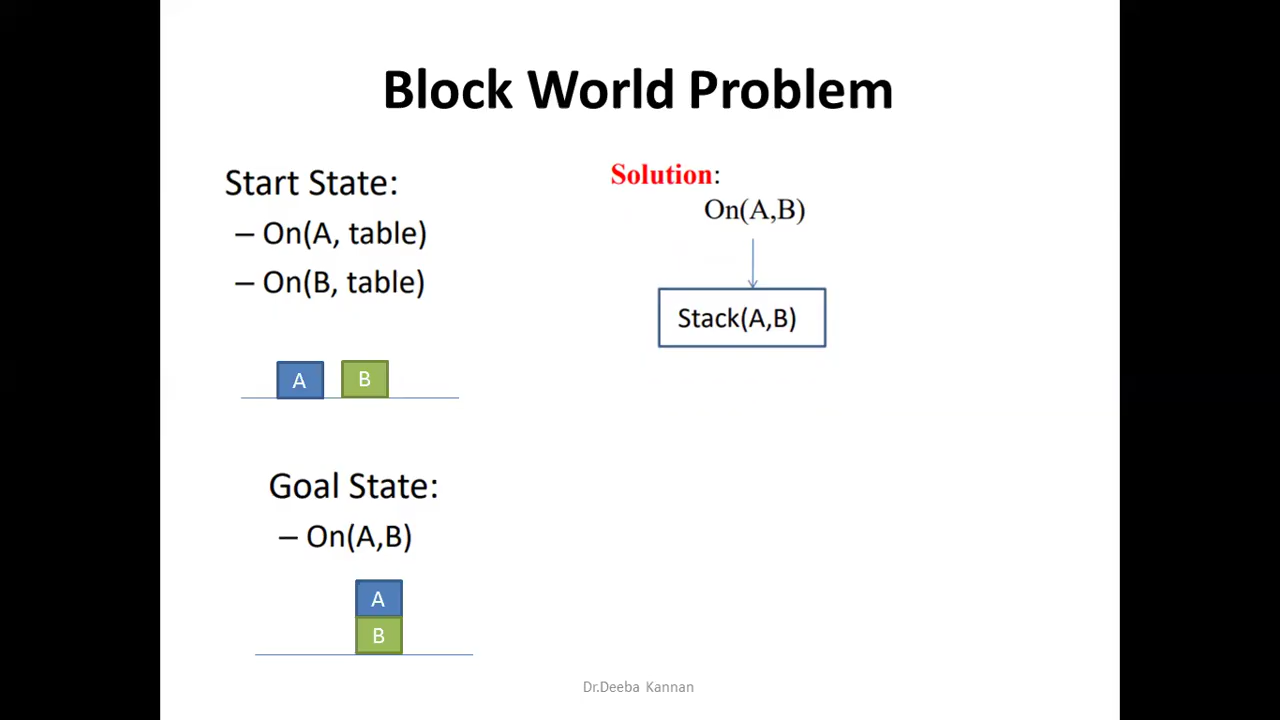 Block World Problem
Start State:
– On(A, table)
– On(B, table)
A B
Goal State:
– On(A,B)
A
B
Solution:
On(A,B)
Stack(A,B)
Dr.Deeba Kannan